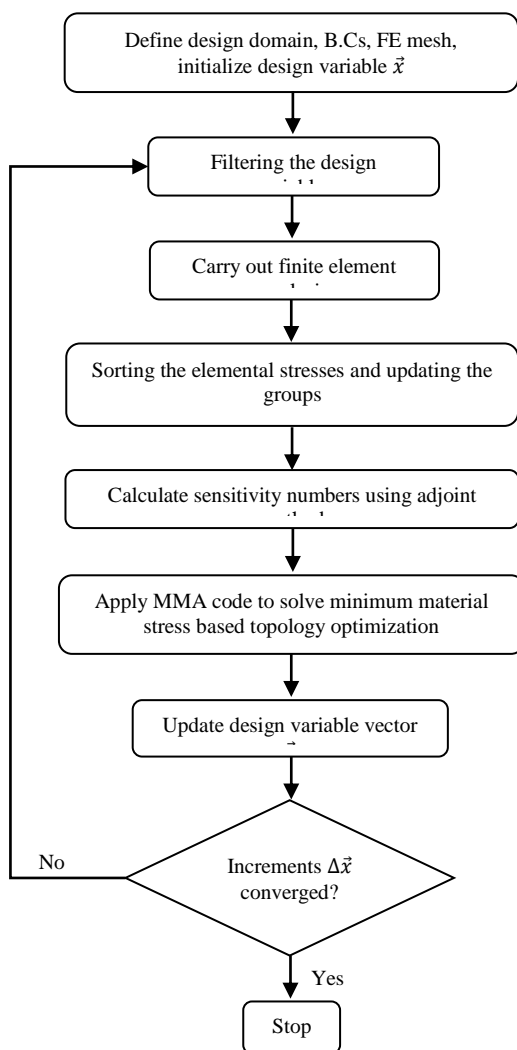 Define design domain, B.Cs, FE mesh,
initialize design variable x⃗
Filtering the design
Carry out finite element
Sorting the elemental stresses and updating the
groups
Calculate sensitivity numbers using adjoint
Apply MMA code to solve minimum material
stress based topology optimization
Update design variable vector
No
Increments Δx⃗
converged?
Yes
Stop